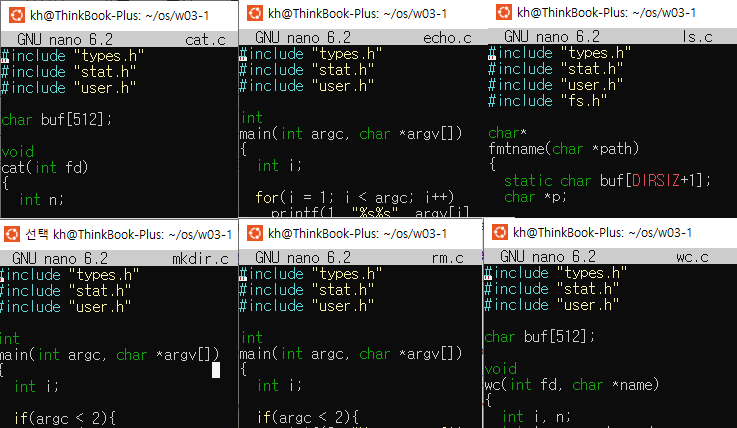 kh@ThinkBook-Plus: ~/os/w03-1
GNU nano 6.2 cat.c
#include "types.h"
#include "stat.h"
#include "user.h"
char buf[512];
void
cat(int fd)
{
int n;
kh@ThinkBook-Plus: ~/os/w03-1
GNU nano 6.2 echo.c
#include "types.h"
#include "stat.h"
#include "user.h"
int
main(int argc, char *argv[])
{
int i;
for(i = 1; i < argc; i++)
printf(1, "%s%s", argv[i]
kh@ThinkBook-Plus: ~/os/w03-1
GNU nano 6.2 ls.c
#include "types.h"
#include "stat.h"
#include "user.h"
#include "fs.h"
char*
fmtname(char *path)
{
static char buf[DIRSIZ+1];
char *p;
선택 kh@ThinkBook-Plus: ~/os/w03-1
GNU nano 6.2 mkdir.c
#include "types.h"
#include "stat.h"
#include "user.h"
int
main(int argc, char *argv[])
{
int i;
if(argc < 2){
kh@ThinkBook-Plus: ~/os/w03-1
GNU nano 6.2 rm.c
#include "types.h"
#include "stat.h"
#include "user.h"
int
main(int argc, char *argv[])
{
int i;
if(argc < 2){
kh@ThinkBook-Plus: ~/os/w03-1
GNU nano 6.2 wc.c
#include "types.h"
#include "stat.h"
#include "user.h"
char buf[512];
void
wc(int fd, char *name)
{
int i, n;